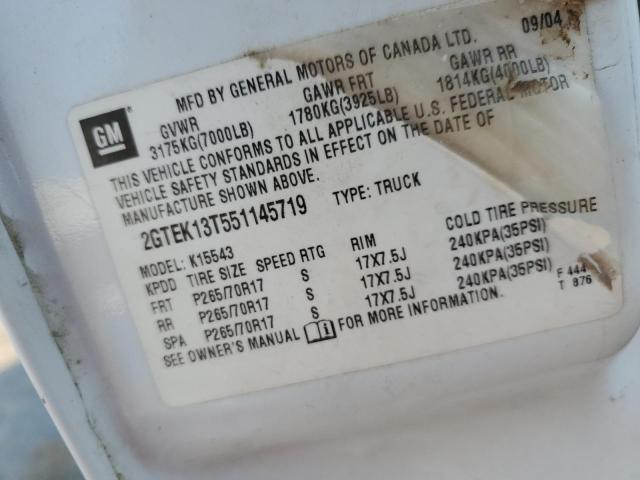 09/04
MFD BY GENERAL MOTORS OF CANADA LTD.
GVWR GAWR FRT GAWR RR
3175KG(7000LB) 1780KG(3925LB) 1814KG(4000LB)
THIS VEHICLE CONFORMS TO ALL APPLICABLE U.S. FEDERAL MOTOR
VEHICLE SAFETY STANDARDS IN EFFECT ON THE DATE OF
MANUFACTURE SHOWN ABOVE.
2GTEK13T551145719 TYPE: TRUCK
MODEL: K15543
KPDD TIRE SIZE SPEED RTG RIM COLD TIRE PRESSURE
FRT P265/70R17 S 17X7.5J 240KPA(35PSI)
RR P265/70R17 S 17X7.5J 240KPA(35PSI)
SPA P265/70R17 S 17X7.5J 240KPA(35PSI)
SEE OWNER'S MANUAL FOR MORE INFORMATION.
F 444
T 876
GM